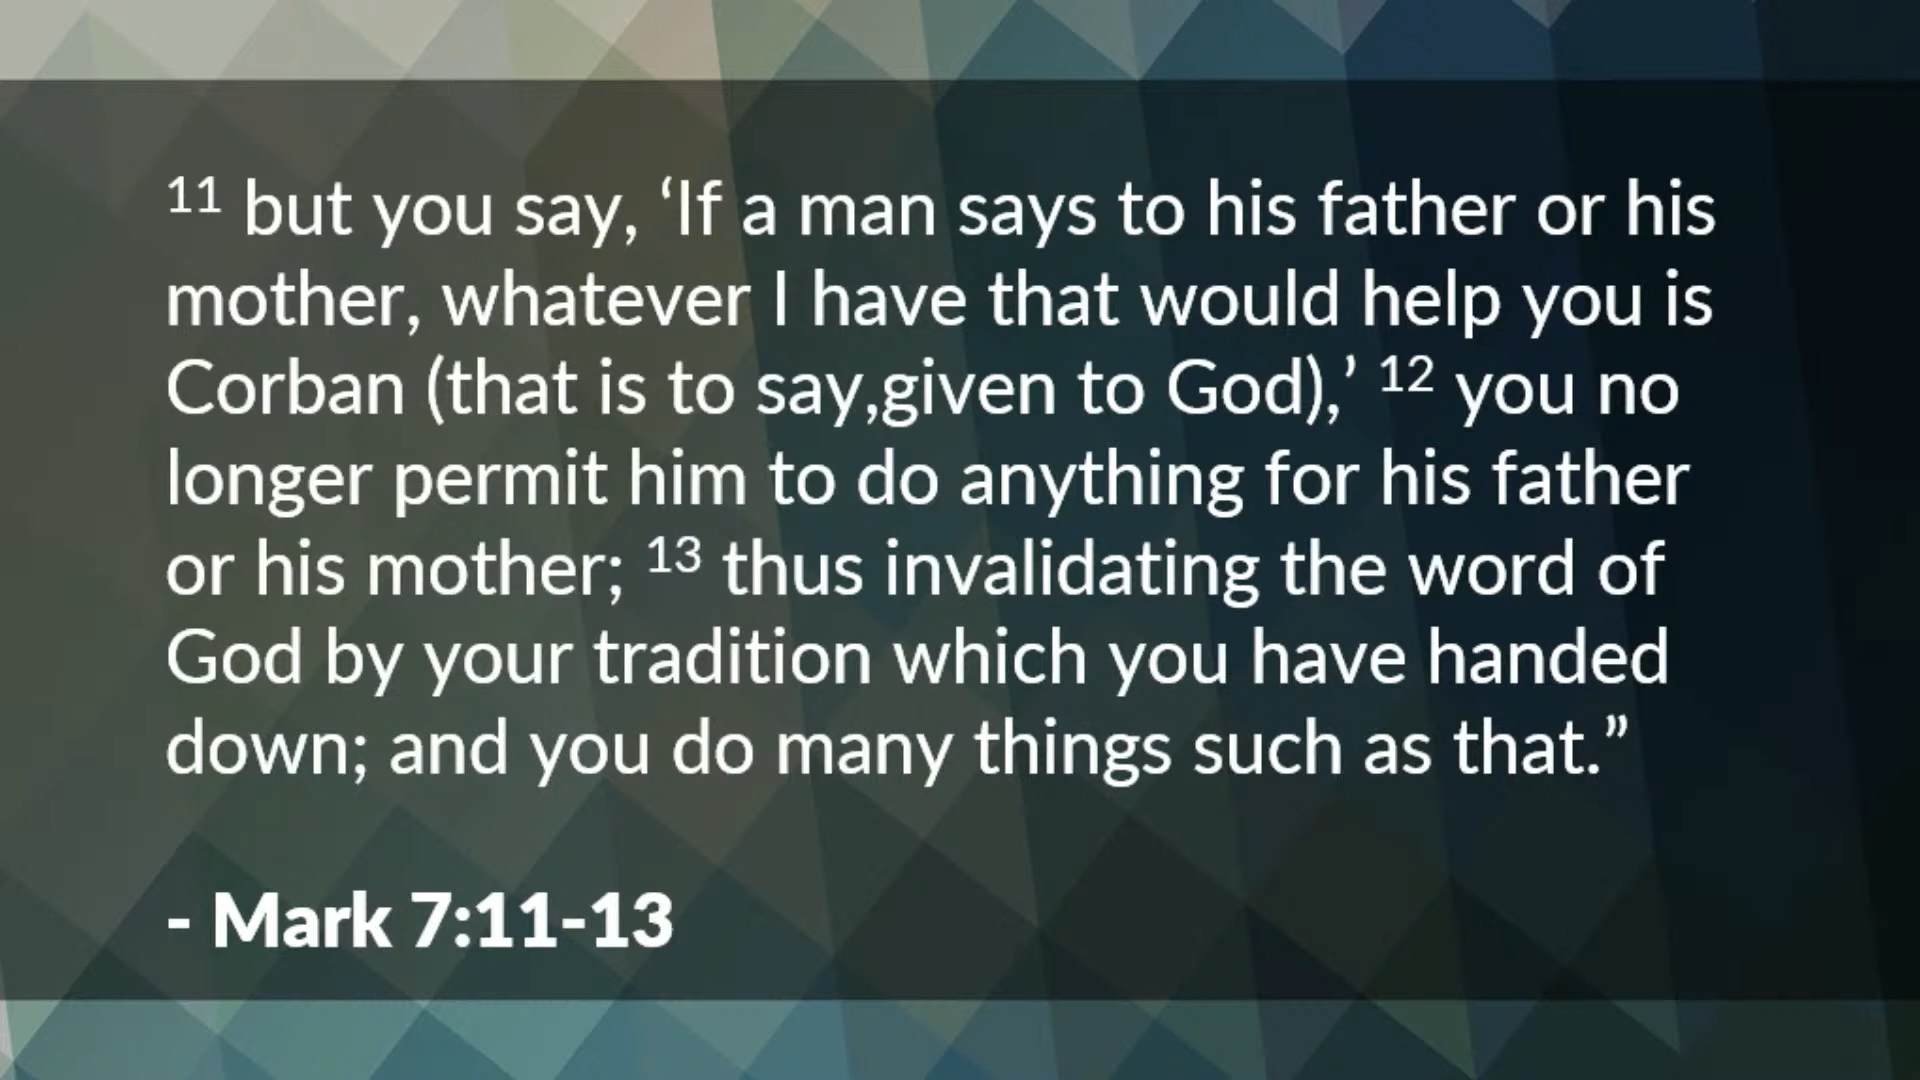 11 but you say, ‘If a man says to his father or his
mother, whatever I have that would help you is
Corban (that is to say,given to God),’ 12 you no
longer permit him to do anything for his father
or his mother; 13 thus invalidating the word of
God by your tradition which you have handed
down; and you do many things such as that.”
- Mark 7:11-13